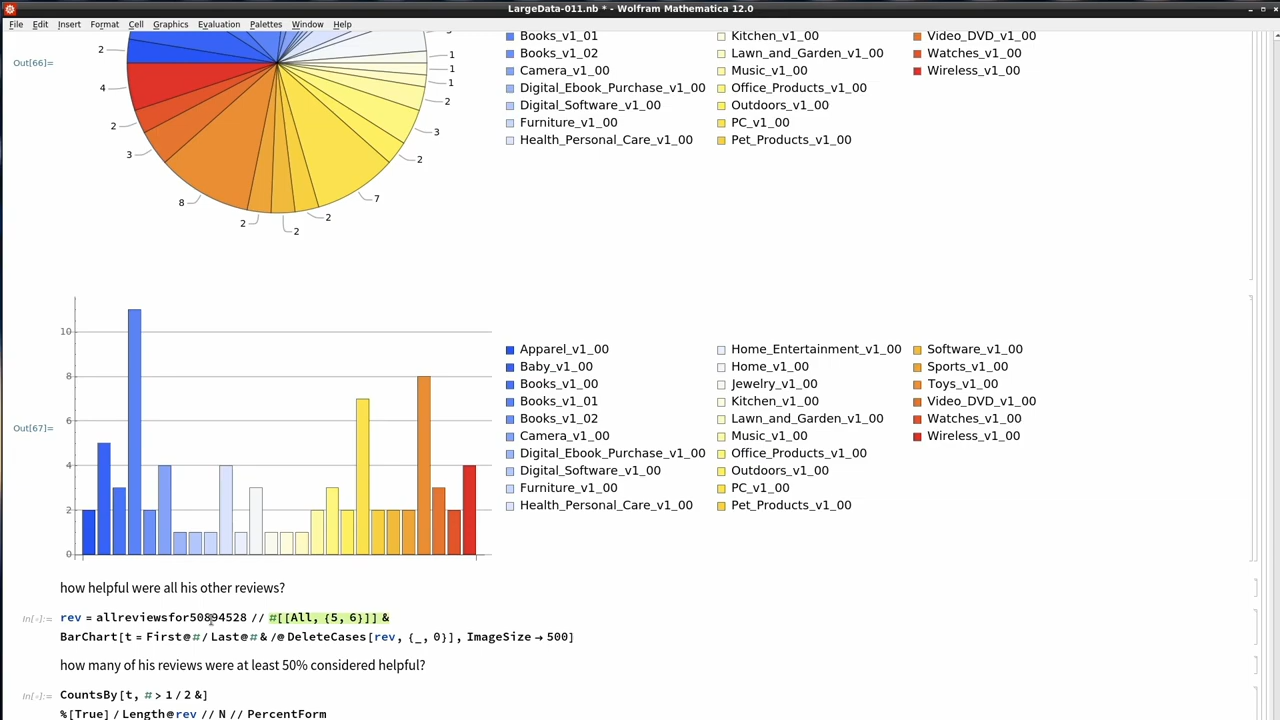 LargeData-011.nb * - Wolfram Mathematica 12.0
File Edit Insert Format Cell Graphics Evaluation Palettes Window Help
Out[66]=
2
4
2
3
8
2
2
2
7
2
3
2
1
1
Books_v1_01
Books_v1_02
Camera_v1_00
Digital_Ebook_Purchase_v1_00
Digital_Software_v1_00
Furniture_v1_00
Health_Personal_Care_v1_00
Kitchen_v1_00
Lawn_and_Garden_v1_00
Music_v1_00
Office_Products_v1_00
Outdoors_v1_00
PC_v1_00
Pet_Products_v1_00
Video_DVD_v1_00
Watches_v1_00
Wireless_v1_00
Out[67]=
10
8
6
4
2
0
Apparel_v1_00
Baby_v1_00
Books_v1_00
Books_v1_01
Books_v1_02
Camera_v1_00
Digital_Ebook_Purchase_v1_00
Digital_Software_v1_00
Furniture_v1_00
Health_Personal_Care_v1_00
Home_Entertainment_v1_00
Home_v1_00
Jewelry_v1_00
Kitchen_v1_00
Lawn_and_Garden_v1_00
Music_v1_00
Office_Products_v1_00
Outdoors_v1_00
PC_v1_00
Pet_Products_v1_00
Software_v1_00
Sports_v1_00
Toys_v1_00
Video_DVD_v1_00
Watches_v1_00
Wireless_v1_00
how helpful were all his other reviews?
In[•]:= rev = allreviewsfor50894528 // #[[All, {5, 6}]] &
BarChart[t = First@# / Last@# & /@ DeleteCases[rev, {_, 0}], ImageSize → 500]
how many of his reviews were at least 50% considered helpful?
In[•]:= CountsBy[t, # > 1 / 2 &]
%[True] / Length@rev // N // PercentForm